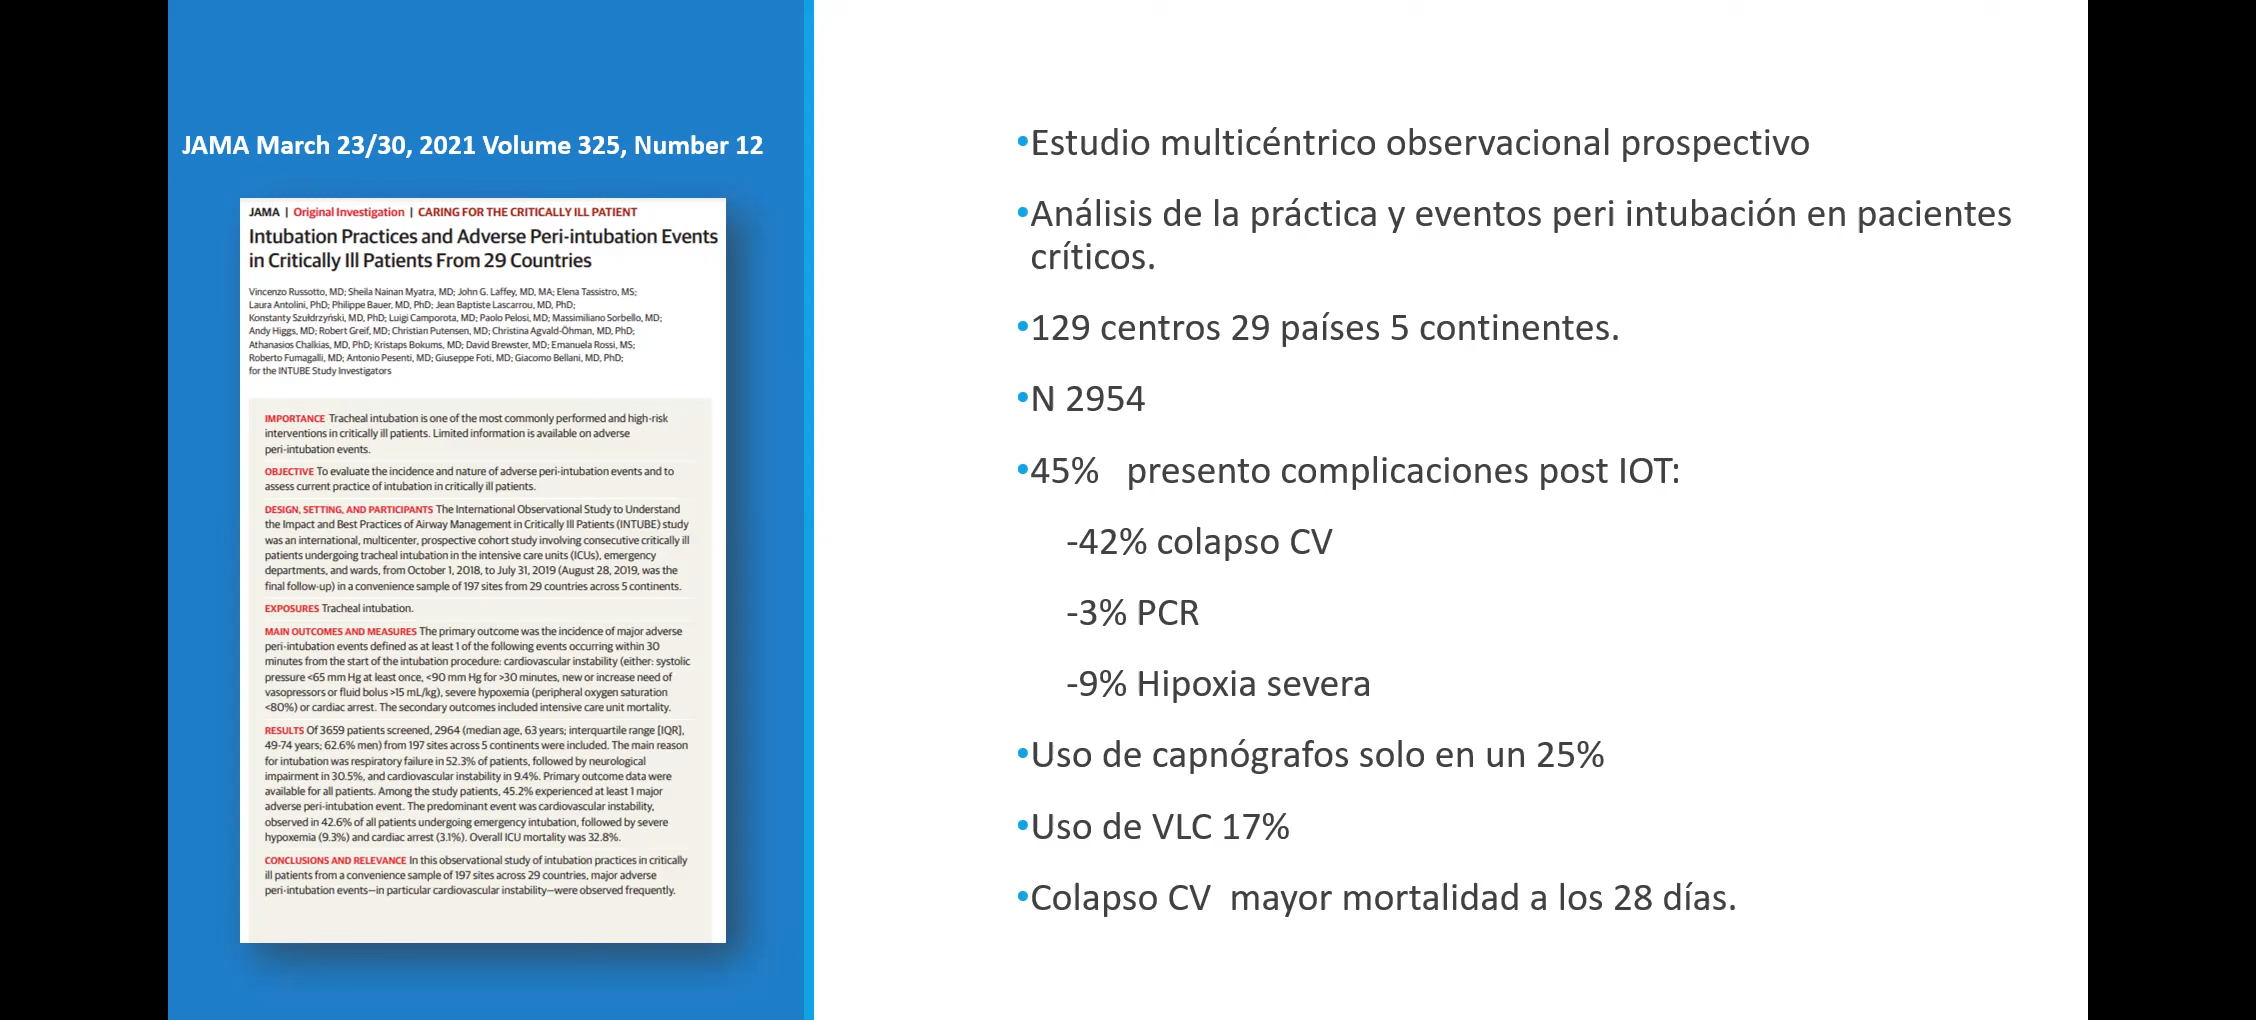 JAMA March 23/30, 2021 Volume 325, Number 12
JAMA | Original Investigation | CARING FOR THE CRITICALLY ILL PATIENT
Intubation Practices and Adverse Peri-intubation Events
in Critically Ill Patients From 29 Countries
Vincenzo Russotto, MD; Sheila Nainan Myatra, MD; John G. Laffey, MD, MA; Elena Tassistro, MS;
Laura Antolini, PhD; Philippe Bauer, MD, PhD; Jean Baptiste Lascarrou, MD, PhD;
Konstanty Szułdrzyński, MD, PhD; Luigi Camporota, MD; Paolo Pelosi, MD; Massimiliano Sorbello, MD;
Andy Higgs, MD; Robert Greif, MD; Christian Putensen, MD; Christina Agvald-Öhman, MD, PhD;
Athanasios Chalkias, MD, PhD; Kristaps Bokums, MD; David Brewster, MD; Emanuela Rossi, MS;
Roberto Fumagalli, MD; Antonio Pesenti, MD; Giuseppe Foti, MD; Giacomo Bellani, MD, PhD;
for the INTUBE Study Investigators
IMPORTANCE Tracheal intubation is one of the most commonly performed and high-risk
interventions in critically ill patients. Limited information is available on adverse
peri-intubation events.
OBJECTIVE To evaluate the incidence and nature of adverse peri-intubation events and to
assess current practice of intubation in critically ill patients.
DESIGN, SETTING, AND PARTICIPANTS The International Observational Study to Understand
the Impact and Best Practices of Airway Management in Critically Ill Patients (INTUBE) study
was an international, multicenter, prospective cohort study involving consecutive critically ill
patients undergoing tracheal intubation in the intensive care units (ICUs), emergency
departments, and wards, from October 1, 2018, to July 31, 2019 (August 28, 2019, was the
final follow-up) in a convenience sample of 197 sites from 29 countries across 5 continents.
EXPOSURES Tracheal intubation.
MAIN OUTCOMES AND MEASURES The primary outcome was the incidence of major adverse
peri-intubation events defined as at least 1 of the following events occurring within 30
minutes from the start of the intubation procedure: cardiovascular instability (either: systolic
pressure <65 mm Hg at least once, <90 mm Hg for >30 minutes, new or increase need of
vasopressors or fluid bolus >15 mL/kg), severe hypoxemia (peripheral oxygen saturation
<80%) or cardiac arrest. The secondary outcomes included intensive care unit mortality.
RESULTS Of 3659 patients screened, 2964 (median age, 63 years; interquartile range [IQR],
49-74 years; 62.6% men) from 197 sites across 5 continents were included. The main reason
for intubation was respiratory failure in 52.3% of patients, followed by neurological
impairment in 30.5%, and cardiovascular instability in 9.4%. Primary outcome data were
available for all patients. Among the study patients, 45.2% experienced at least 1 major
adverse peri-intubation event. The predominant event was cardiovascular instability,
observed in 42.6% of all patients undergoing emergency intubation, followed by severe
hypoxemia (9.3%) and cardiac arrest (3.1%). Overall ICU mortality was 32.8%.
CONCLUSIONS AND RELEVANCE In this observational study of intubation practices in critically
ill patients from a convenience sample of 197 sites across 29 countries, major adverse
peri-intubation events—in particular cardiovascular instability—were observed frequently.
•Estudio multicéntrico observacional prospectivo
•Análisis de la práctica y eventos peri intubación en pacientes
críticos.
•129 centros 29 países 5 continentes.
•N 2954
•45% presento complicaciones post IOT:
-42% colapso CV
-3% PCR
-9% Hipoxia severa
•Uso de capnógrafos solo en un 25%
•Uso de VLC 17%
•Colapso CV mayor mortalidad a los 28 días.